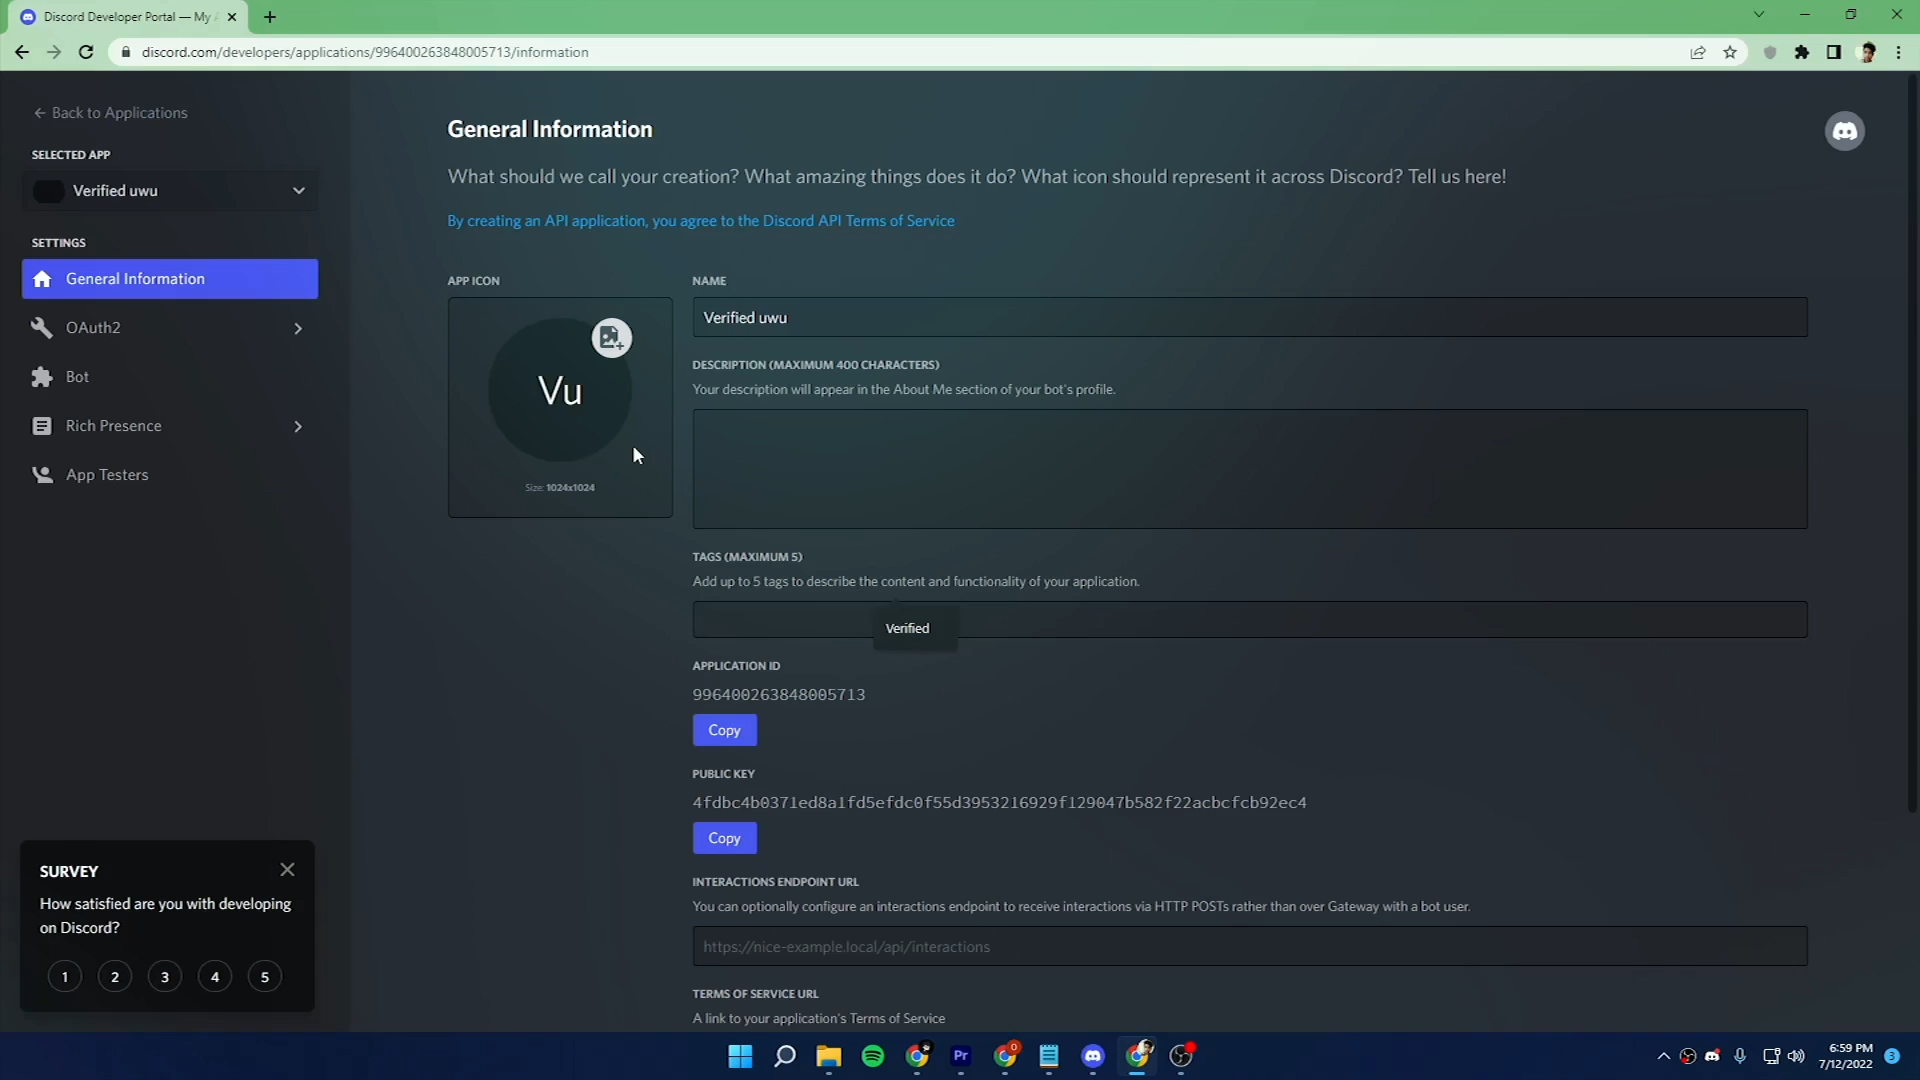 Discord Developer Portal — My A
discord.com/developers/applications/996400263848005713/information
← Back to Applications
SELECTED APP
Verified uwu
SETTINGS
General Information
OAuth2
Bot
Rich Presence
App Testers
SURVEY
How satisfied are you with developing
on Discord?
1 2 3 4 5
General Information
What should we call your creation? What amazing things does it do? What icon should represent it across Discord? Tell us here!
By creating an API application, you agree to the Discord API Terms of Service
APP ICON
Vu
Size: 1024x1024
NAME
Verified uwu
DESCRIPTION (MAXIMUM 400 CHARACTERS)
Your description will appear in the About Me section of your bot's profile.
TAGS (MAXIMUM 5)
Add up to 5 tags to describe the content and functionality of your application.
Verified
APPLICATION ID
996400263848005713
Copy
PUBLIC KEY
4fdbc4b0371ed8a1fd5efdc0f55d3953216929f129047b582f22acbcfcb92ec4
Copy
INTERACTIONS ENDPOINT URL
You can optionally configure an interactions endpoint to receive interactions via HTTP POSTs rather than over Gateway with a bot user.
https://nice-example.local/api/interactions
TERMS OF SERVICE URL
A link to your application's Terms of Service
Pr
0
6:59 PM
7/12/2022
3